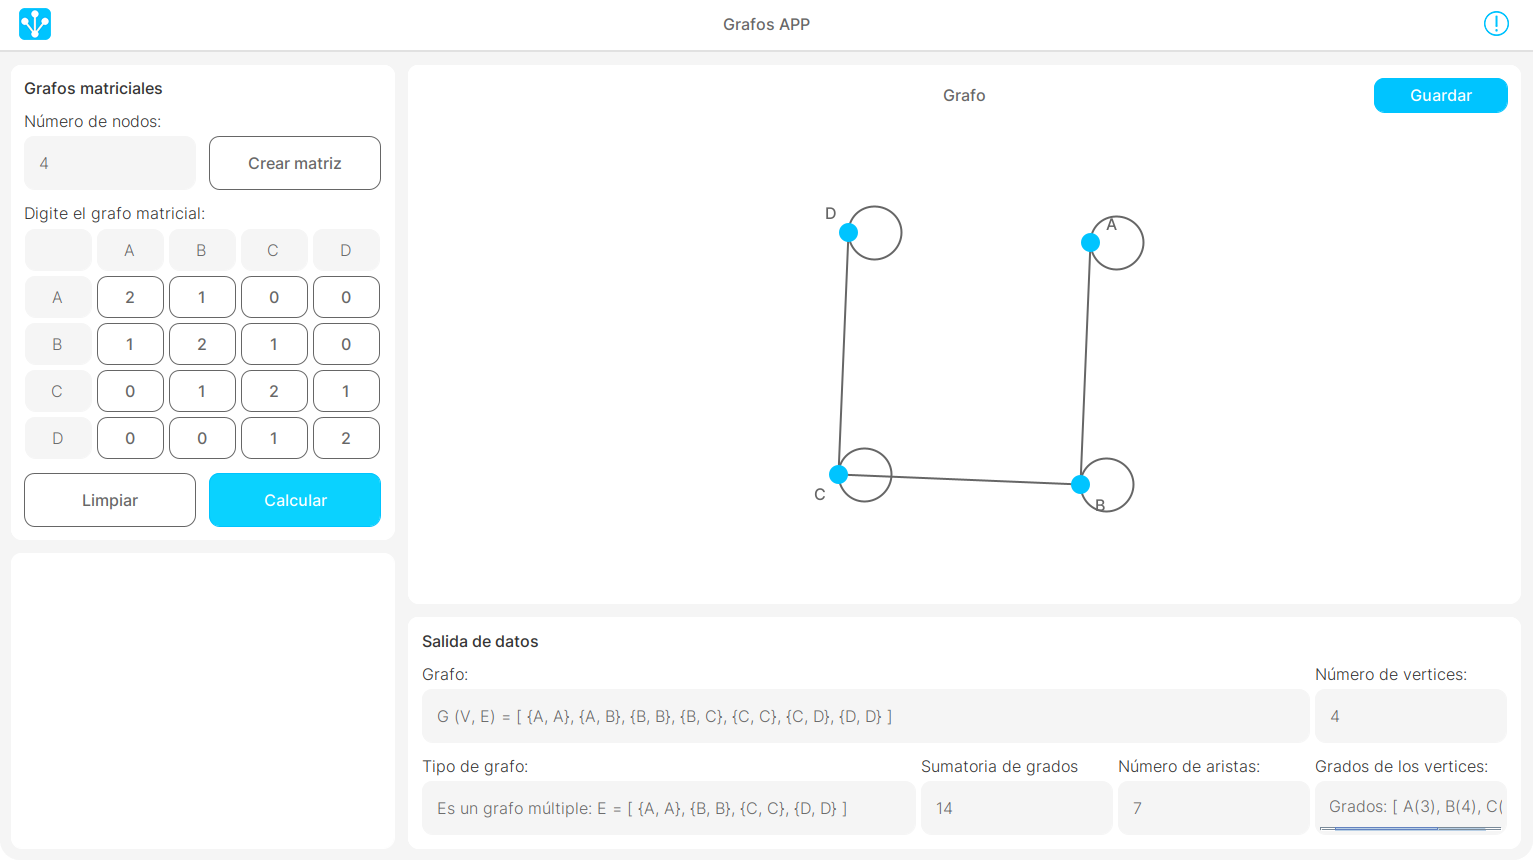 Grafos APP
Grafos matriciales
Número de nodos:
4
Crear matriz
Digite el grafo matricial:
A B C D
A 2 1 0 0
B 1 2 1 0
C 0 1 2 1
D 0 0 1 2
Limpiar
Calcular
Grafo
Guardar
D
A
C
B
Salida de datos
Grafo:
G (V, E) = [ {A, A}, {A, B}, {B, B}, {B, C}, {C, C}, {C, D}, {D, D} ]
Número de vertices:
4
Tipo de grafo:
Es un grafo múltiple: E = [ {A, A}, {B, B}, {C, C}, {D, D} ]
Sumatoria de grados
14
Número de aristas:
7
Grados de los vertices:
Grados: [ A(3), B(4), C(